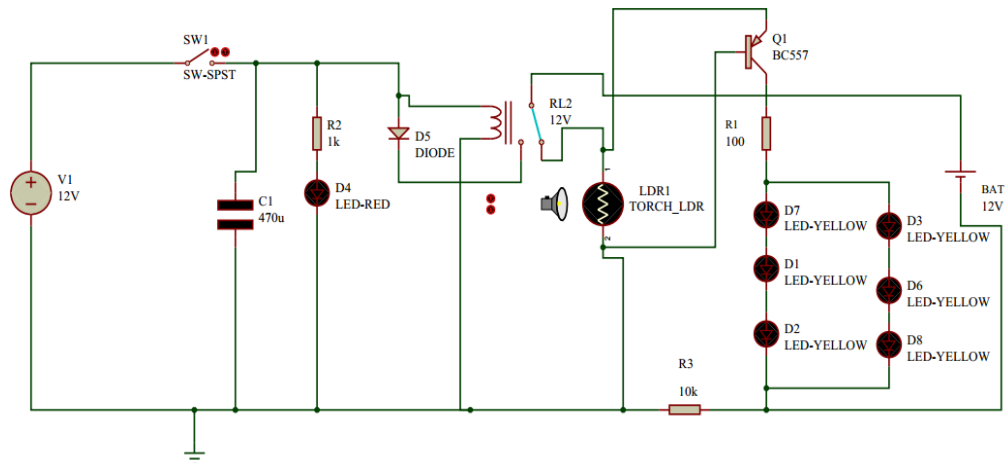 SW1
SW-SPST
V1
12V
C1
470u
R2
1k
D4
LED-RED
D5
DIODE
RL2
12V
1
LDR1
TORCH_LDR
2
Q1
BC557
R1
100
D7
LED-YELLOW
D1
LED-YELLOW
D2
LED-YELLOW
D3
LED-YELLOW
D6
LED-YELLOW
D8
LED-YELLOW
BAT
12V
R3
10k